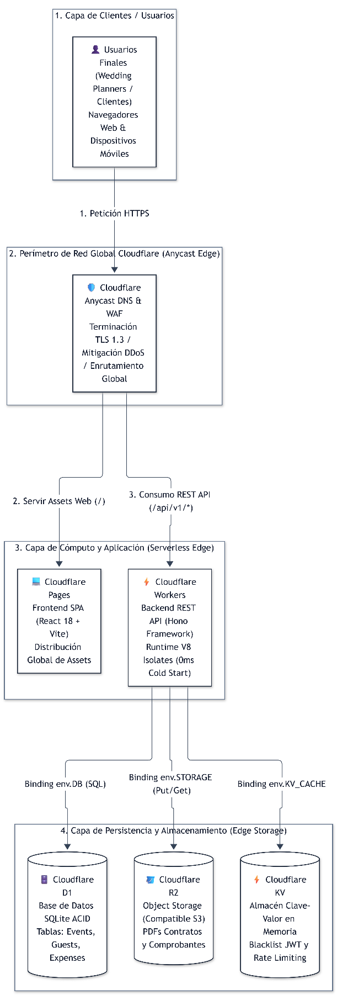 1. Capa de Clientes / Usuarios
👤 Usuarios
Finales
(Wedding
Planners /
Clientes)
Navegadores
Web &
Dispositivos
Móviles
1. Petición HTTPS
2. Perímetro de Red Global Cloudflare (Anycast Edge)
🛡️ Cloudflare
Anycast DNS &
WAF
Terminación
TLS 1.3 /
Mitigación DDoS
/ Enrutamiento
Global
2. Servir Assets Web (/)
3. Consumo REST API
(/api/v1/*)
3. Capa de Cómputo y Aplicación (Serverless Edge)
💻 Cloudflare
Pages
Frontend SPA
(React 18 +
Vite)
Distribución
Global de Assets
⚡ Cloudflare
Workers
Backend REST
API (Hono
Framework)
Runtime V8
Isolates (0ms
Cold Start)
Binding env.DB (SQL)
Binding env.STORAGE
(Put/Get)
Binding env.KV_CACHE
4. Capa de Persistencia y Almacenamiento (Edge Storage)
🗄️ Cloudflare
D1
Base de Datos
SQLite ACID
Tablas: Events,
Guests,
Expenses
Cloudflare
R2
Object Storage
(Compatible S3)
PDFs Contratos
y Comprobantes
⚡ Cloudflare
KV
Almacén Clave-
Valor en
Memoria
Blacklist JWT y
Rate Limiting